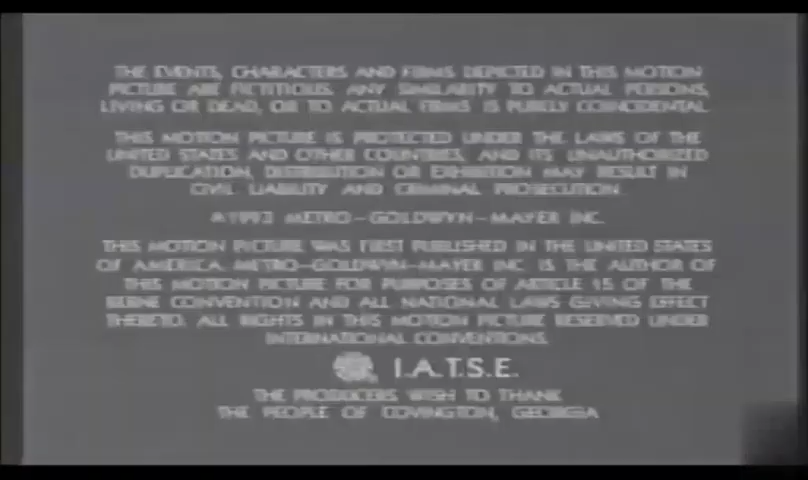 THE EVENTS, CHARACTERS AND FIRMS DEPICTED IN THIS MOTION
PICTURE ARE FICTITIOUS. ANY SIMILARITY TO ACTUAL PERSONS,
LIVING OR DEAD, OR TO ACTUAL FIRMS IS PURELY COINCIDENTAL.
THIS MOTION PICTURE IS PROTECTED UNDER THE LAWS OF THE
UNITED STATES AND OTHER COUNTRIES, AND ITS UNAUTHORIZED
DUPLICATION, DISTRIBUTION OR EXHIBITION MAY RESULT IN
CIVIL LIABILITY AND CRIMINAL PROSECUTION.
©1993 METRO-GOLDWYN-MAYER INC.
THIS MOTION PICTURE WAS FIRST PUBLISHED IN THE UNITED STATES
OF AMERICA. METRO-GOLDWYN-MAYER INC. IS THE AUTHOR OF
THIS MOTION PICTURE FOR PURPOSES OF ARTICLE 15 OF THE
BERNE CONVENTION AND ALL NATIONAL LAWS GIVING EFFECT
THERETO. ALL RIGHTS IN THIS MOTION PICTURE RESERVED UNDER
INTERNATIONAL CONVENTIONS.
I.A.T.S.E.
THE PRODUCERS WISH TO THANK
THE PEOPLE OF COVINGTON, GEORGIA